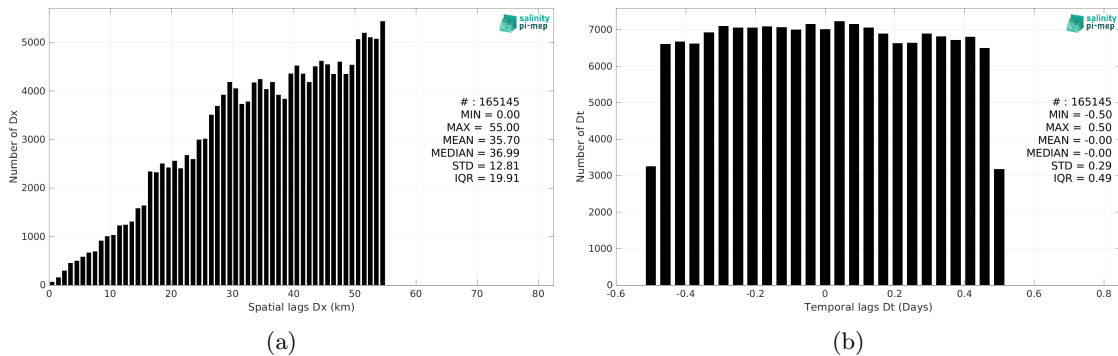 salinity
pi-mep
5000
4000
3000
2000
1000
0
0 10 20 30 40 50 60 70 80
Number of Dx
Spatial lags Dx (km)
# : 165145
MIN = 0.00
MAX = 55.00
MEAN = 35.70
MEDIAN = 36.99
STD = 12.81
IQR = 19.91
(a)
salinity
pi-mep
7000
6000
5000
4000
3000
2000
1000
0
-0.6 -0.4 -0.2 0 0.2 0.4 0.6 0.8
Number of Dt
Temporal lags Dt (Days)
# : 165145
MIN = -0.50
MAX = 0.50
MEAN = -0.00
MEDIAN = -0.00
STD = 0.29
IQR = 0.49
(b)